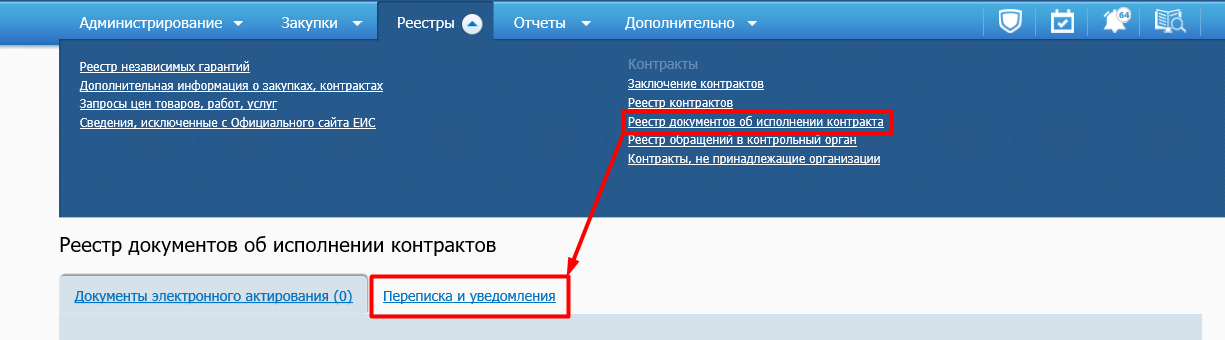 Администрирование Закупки Реестры Отчеты Дополнительно 64
Реестр независимых гарантий
Дополнительная информация о закупках, контрактах
Запросы цен товаров, работ, услуг
Сведения, исключенные с Официального сайта ЕИС
Контракты
Заключение контрактов
Реестр контрактов
Реестр документов об исполнении контракта
Реестр обращений в контрольный орган
Контракты, не принадлежащие организации
Реестр документов об исполнении контрактов
Документы электронного актирования (0) Переписка и уведомления